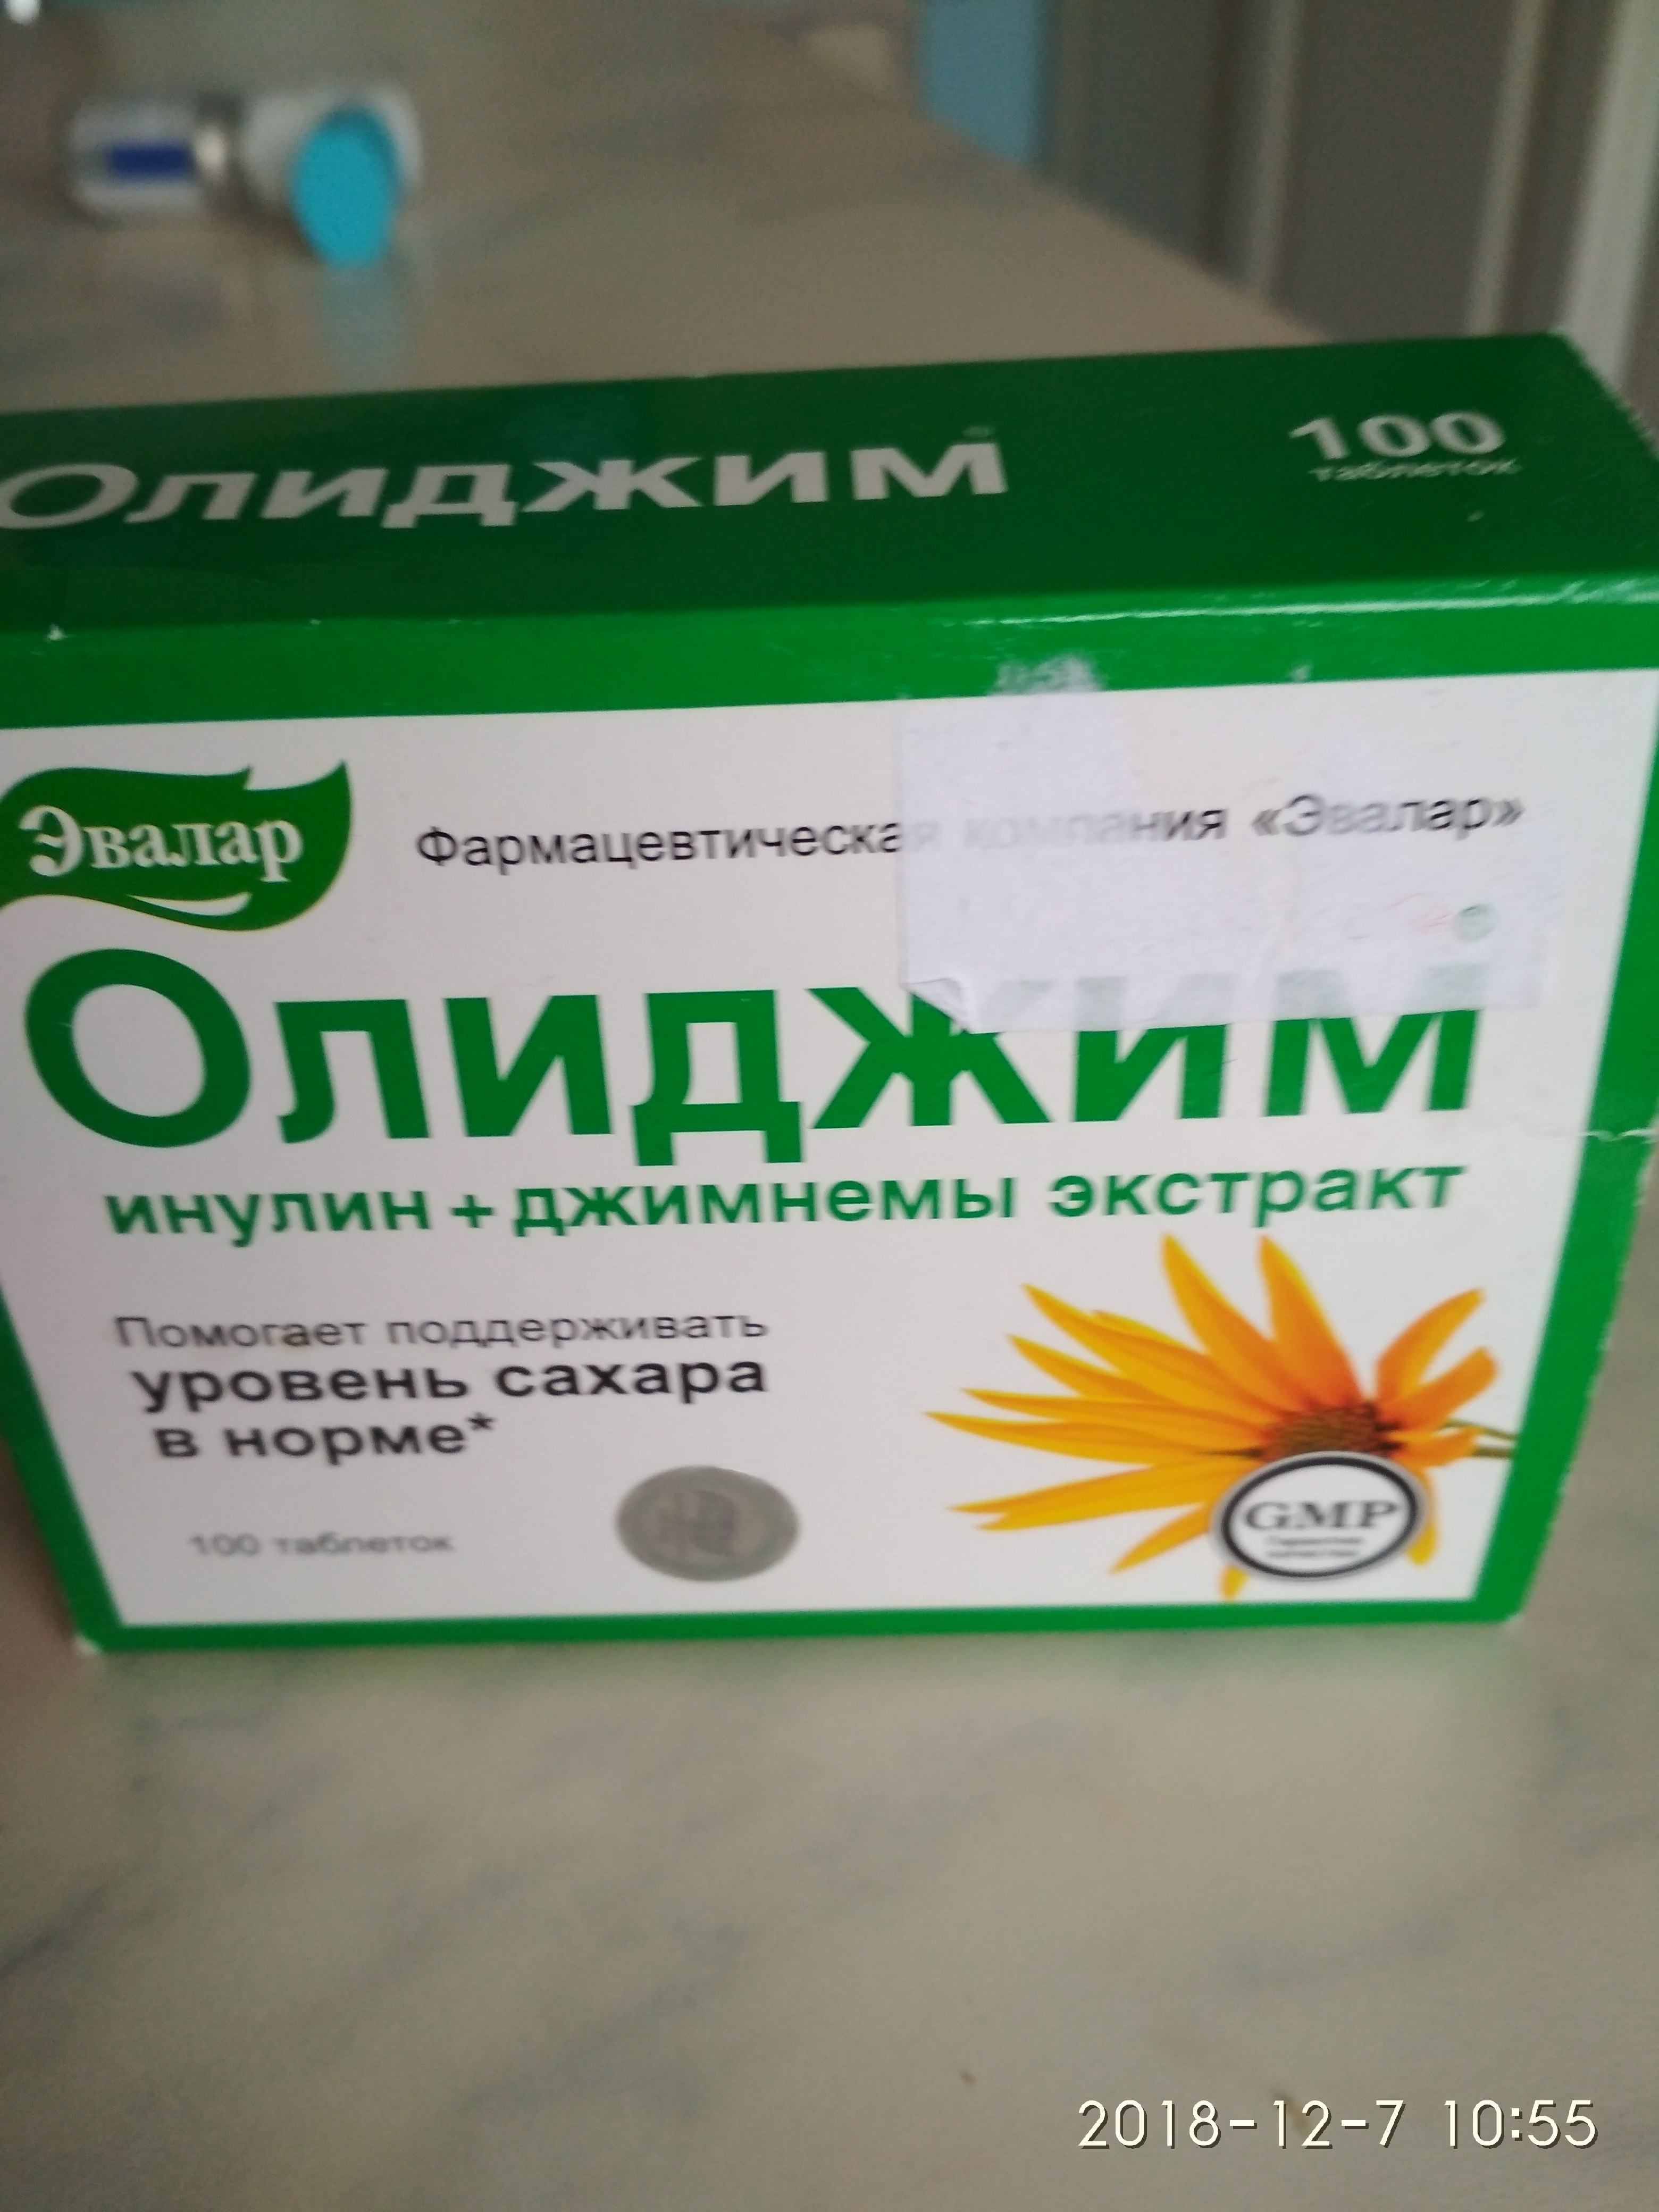 Олиджим
100
таблеток
Эвалар
Фармацевтическая компания «Эвалар»
Олиджим
инулин + джимнемы экстракт
Помогает поддерживать
уровень сахара
в норме*
100 таблеток
GMP
2018-12-7 10:55